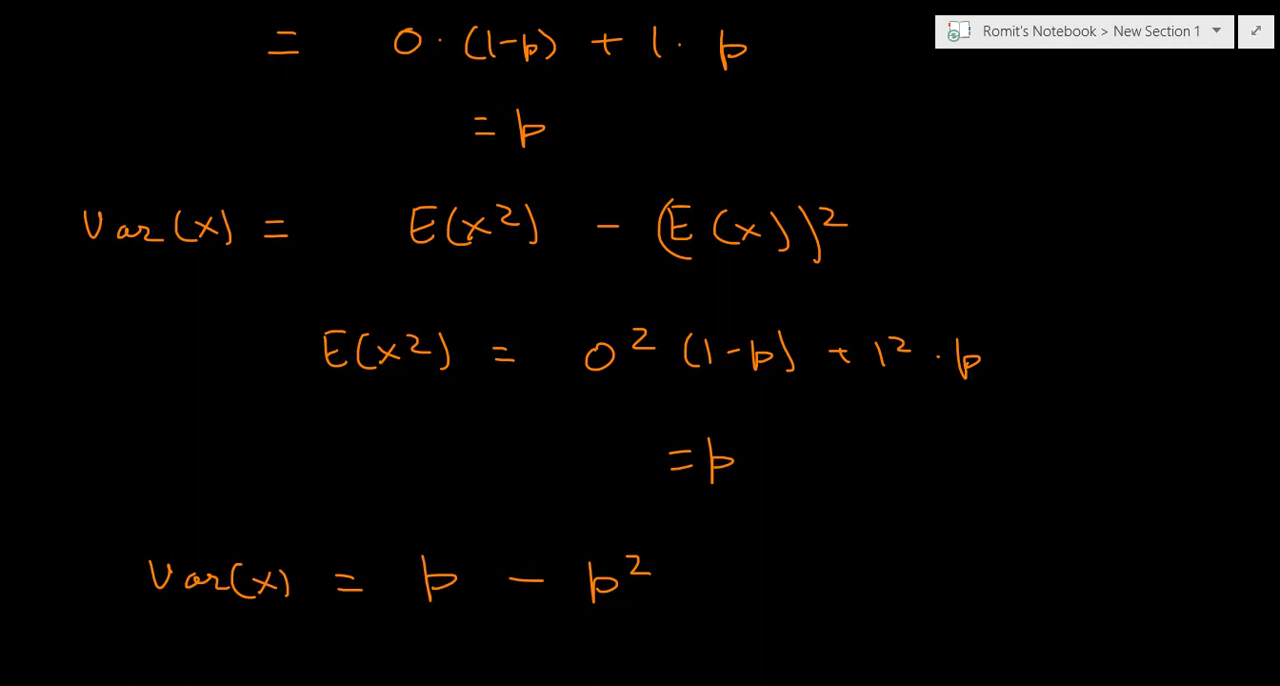 Romit's Notebook > New Section 1
= 0 · (1-p) + 1 · p
= p
Var(x) = E(x²) - (E(x))²
E(x²) = 0² (1-p) + 1² · p
= p
Var(x) = p - p²